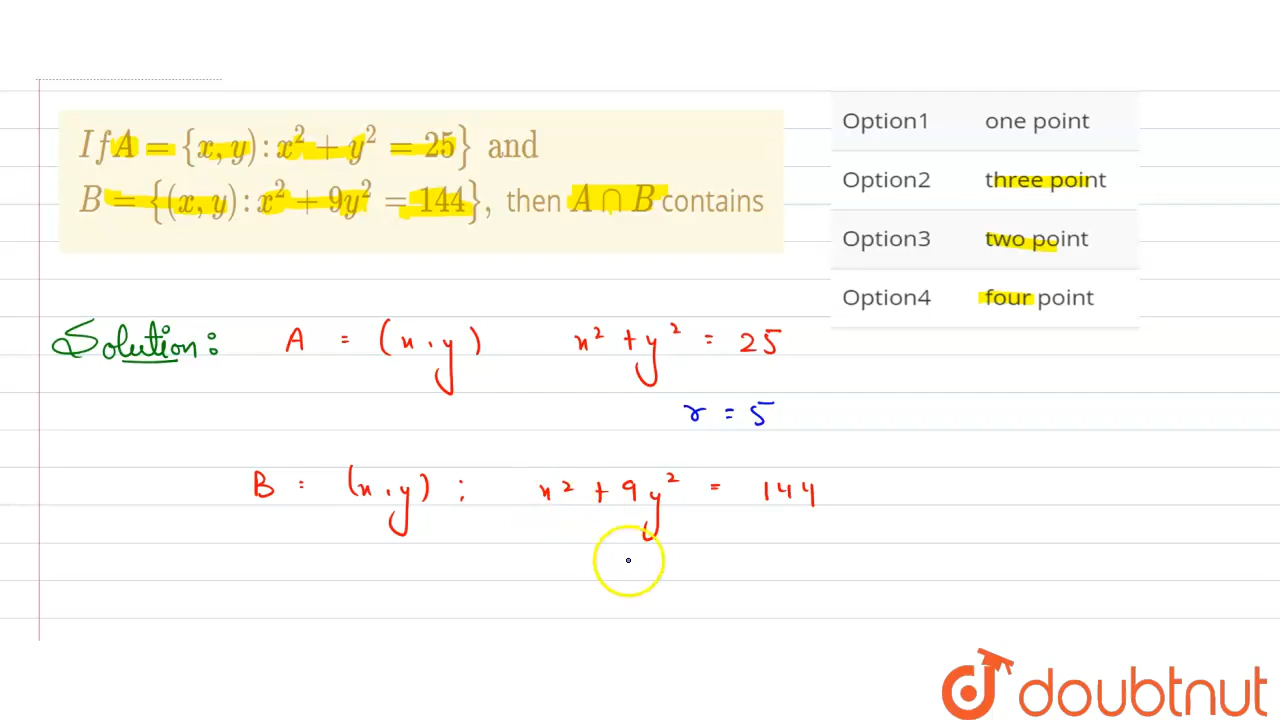 If A = {x, y) : x² + y² = 25} and
B = {(x, y) : x² + 9y² = 144}, then A ∩ B contains
Option1 one point
Option2 three point
Option3 two point
Option4 four point
Solution: A = (x, y) x² + y² = 25
r = 5
B = (x, y) : x² + 9y² = 144
doubtnut